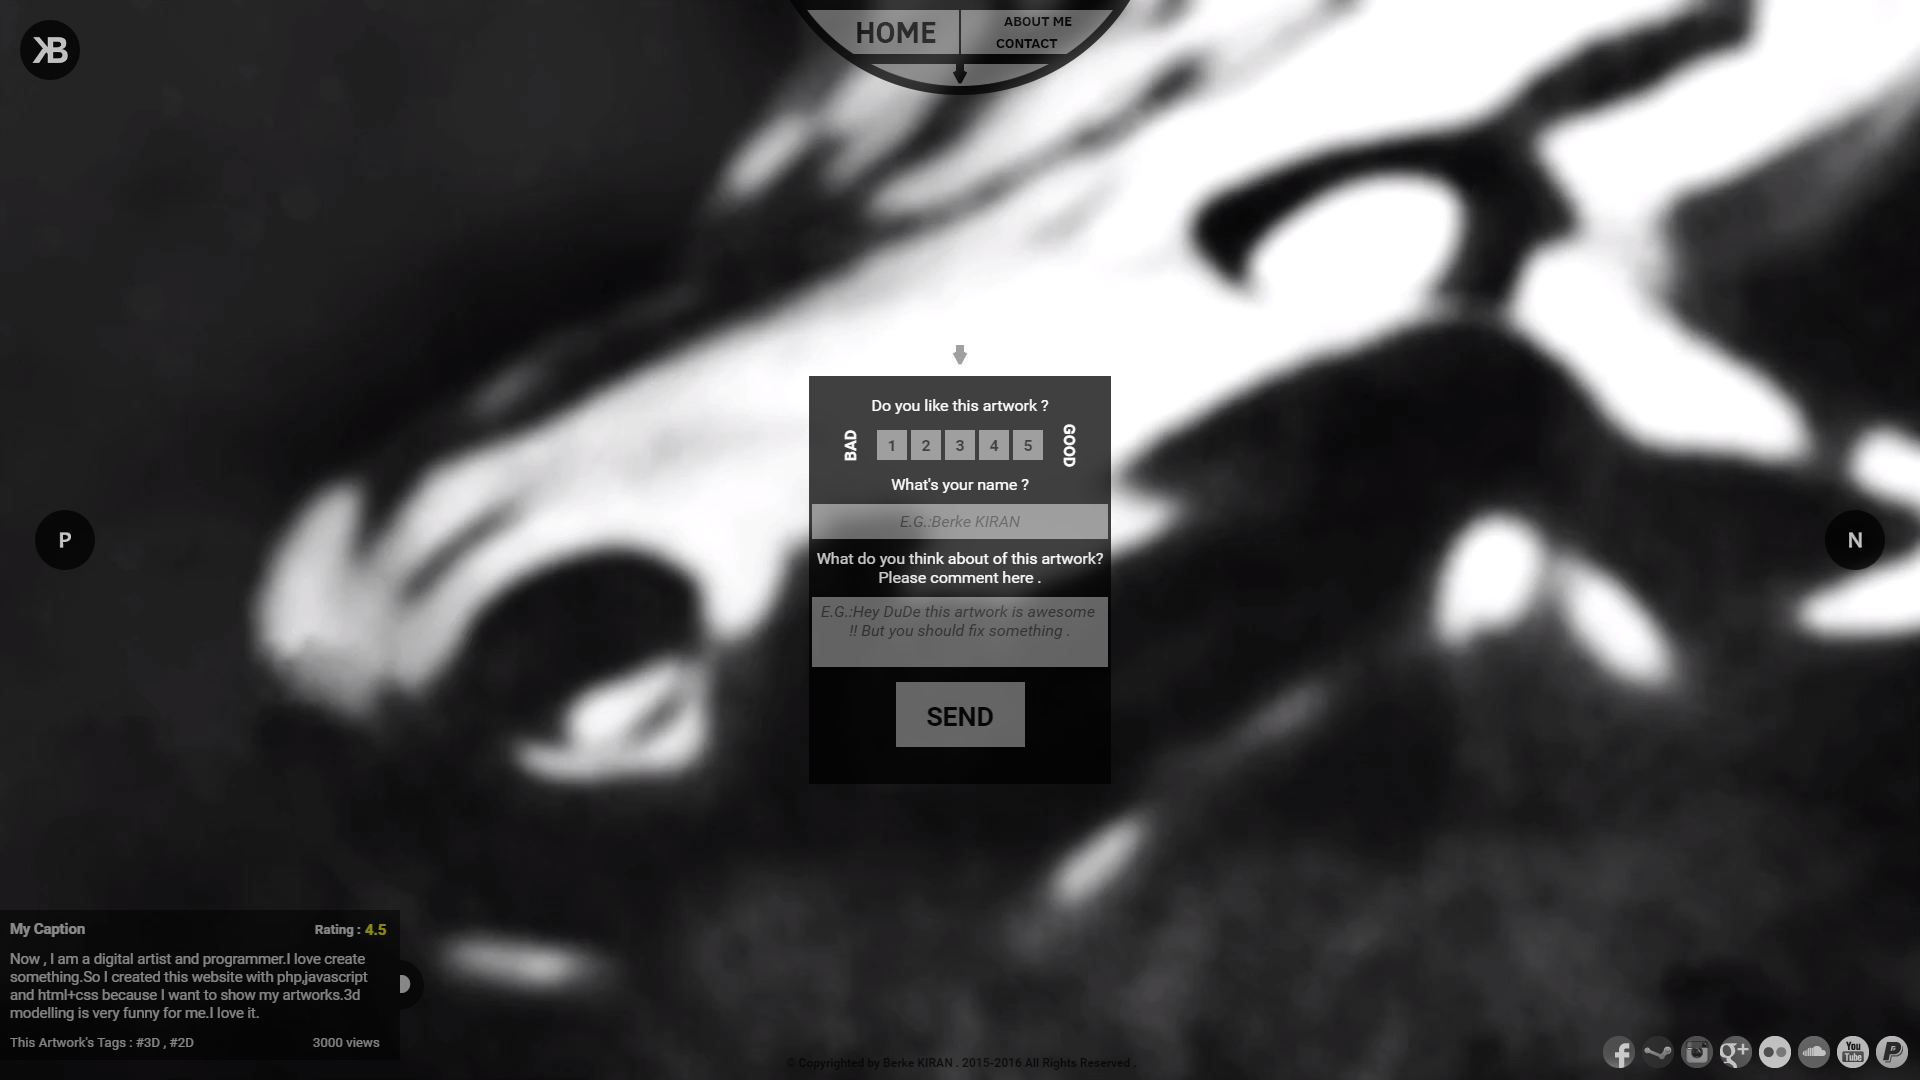 KB
HOME
ABOUT ME
CONTACT
Do you like this artwork ?
BAD
1 2 3 4 5
GOOD
What's your name ?
E.G.:Berke KIRAN
What do you think about of this artwork?
Please comment here .
E.G.:Hey DuDe this artwork is awesome
!! But you should fix something .
SEND
P
N
My Caption
Rating : 4.5
Now , I am a digital artist and programmer.I love create
something.So I created this website with php,javascript
and html+css because I want to show my artworks.3d
modelling is very funny for me.I love it.
This Artwork's Tags : #3D , #2D
3000 views
© Copyrighted by Berke KIRAN . 2015-2016 All Rights Reserved .
f
g+
You
Tube
P